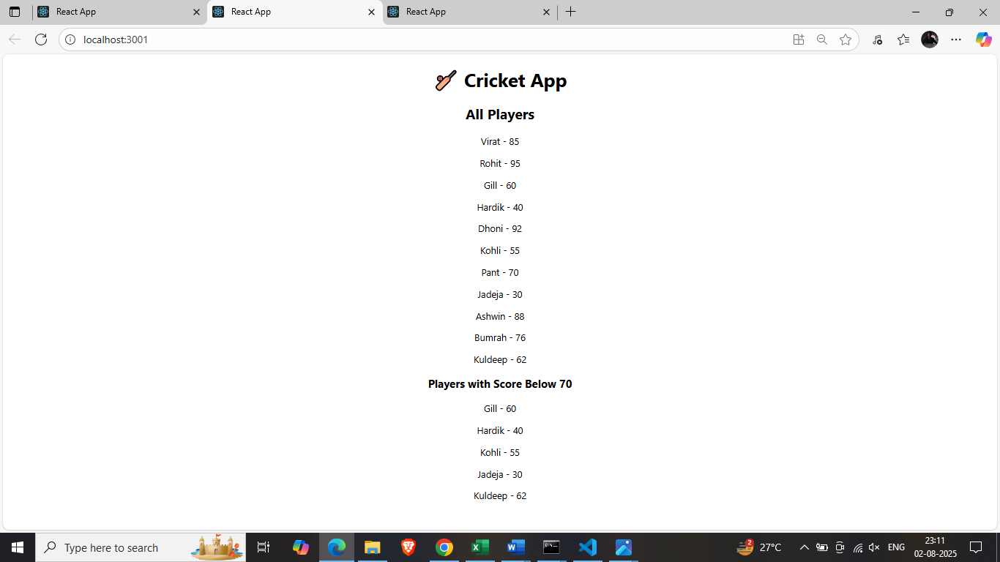 React App
React App
React App
localhost:3001
Cricket App
All Players
Virat - 85
Rohit - 95
Gill - 60
Hardik - 40
Dhoni - 92
Kohli - 55
Pant - 70
Jadeja - 30
Ashwin - 88
Bumrah - 76
Kuldeep - 62
Players with Score Below 70
Gill - 60
Hardik - 40
Kohli - 55
Jadeja - 30
Kuldeep - 62
Type here to search
2
27°C
ENG
23:11
02-08-2025